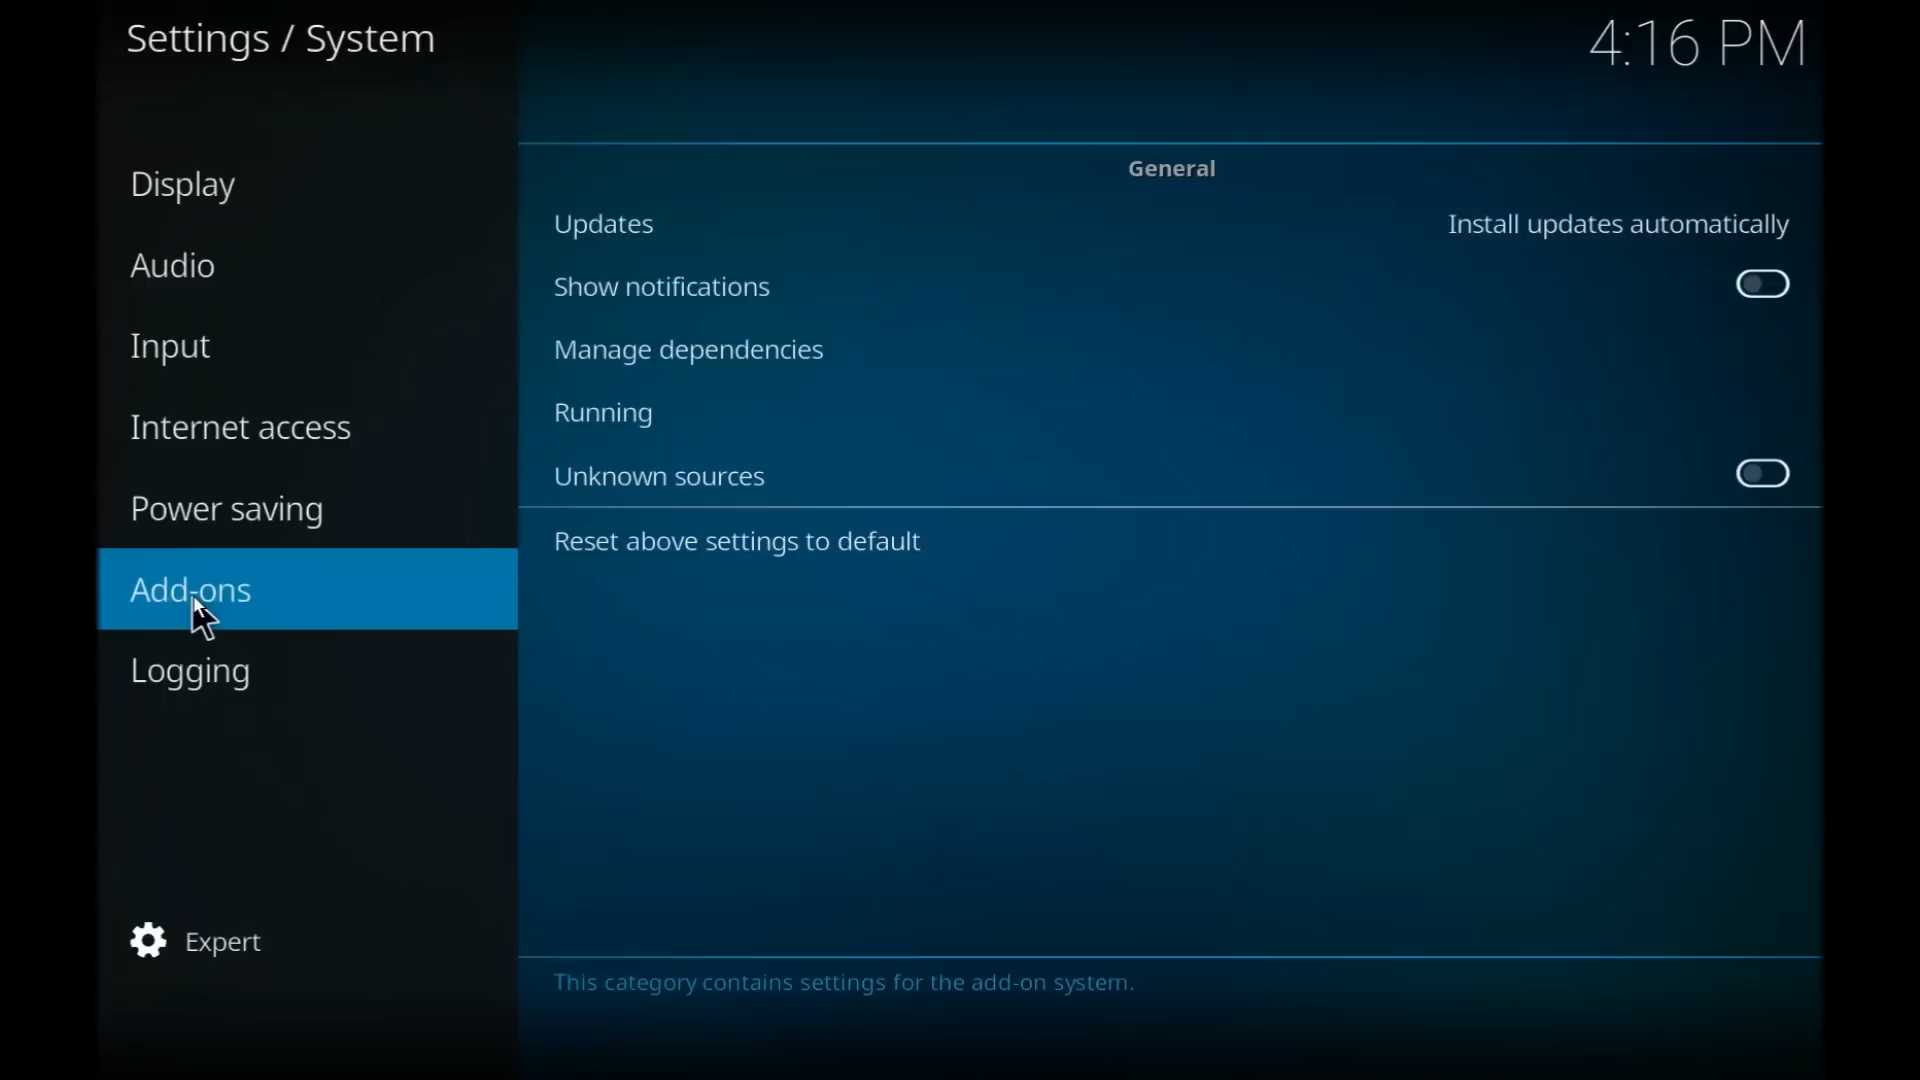 Settings / System
4:16 PM
Display
Audio
Input
Internet access
Power saving
Add-ons
Logging
Expert
General
Updates Install updates automatically
Show notifications
Manage dependencies
Running
Unknown sources
Reset above settings to default
This category contains settings for the add-on system.